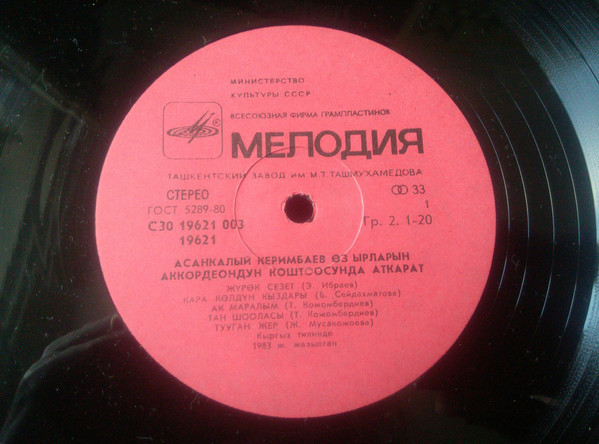 МИНИСТЕРСТВО
КУЛЬТУРЫ СССР
ВСЕСОЮЗНАЯ ФИРМА ГРАМПЛАСТИНОК
МЕЛОДИЯ
ТАШКЕНТСКИЙ ЗАВОД ИМ М.Т.ТАШМУХАМЕДОВА
СТЕРЕО
33
ГОСТ 5289-80
1
С30 19621 003
Гр. 2. 1-20
19621
АСАНКАЛЫЙ КЕРИМБАЕВ ӨЗ ЫРЛАРЫН
АККОРДЕОНДУН КОШТООСУНДА АТКАРАТ
ЖҮРӨК СЕЗЕТ (Э. Ибраев)
КАРА КӨЛДҮН КЫЗДАРЫ (Б. Сейдахматова)
АК МАРАЛЫМ (Т. Кожомбердиев)
ТАН ШООЛАСЫ (Т. Кожомбердиев)
ТУУГАН ЖЕР (Ж. Мусакожоева)
Кыргыз тилинде
1983 ж. жазылган